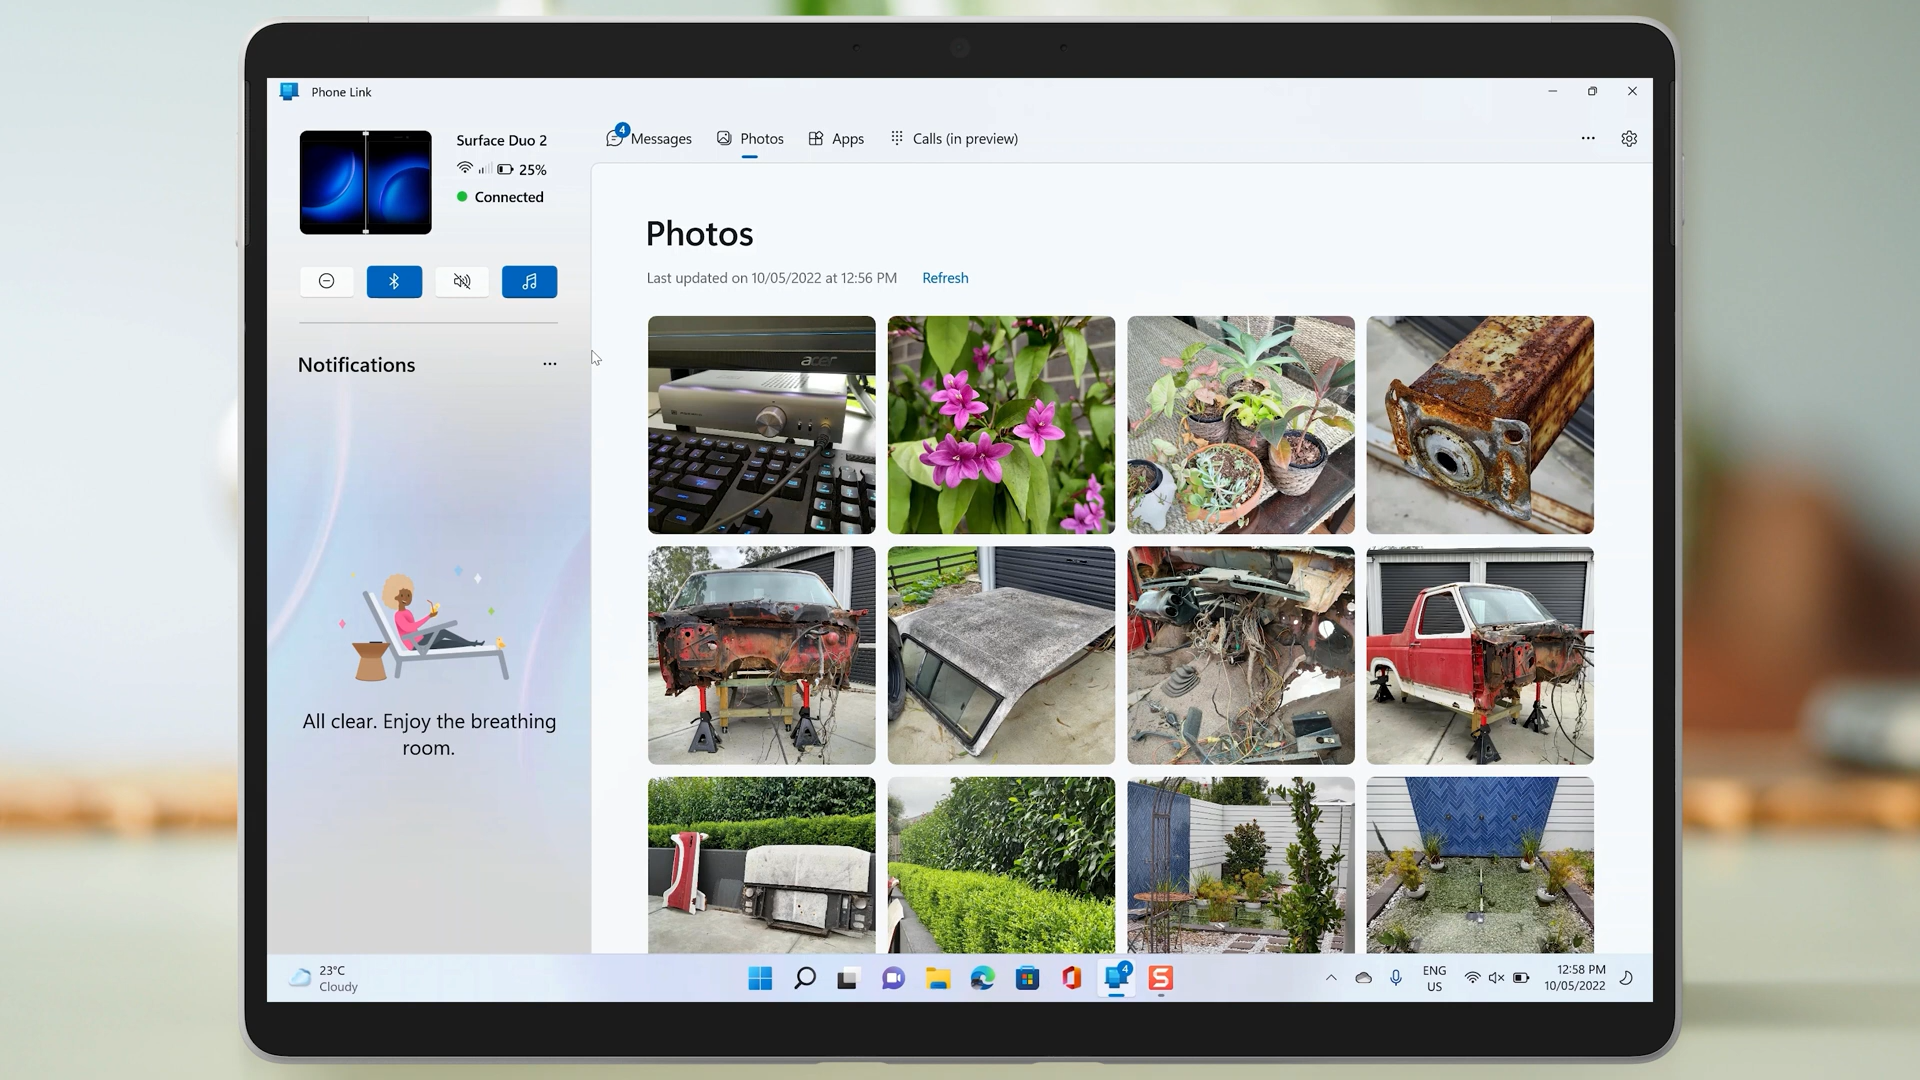 Phone Link
Surface Duo 2
25%
Connected
4
Messages
Photos
Apps
Calls (in preview)
Photos
Last updated on 10/05/2022 at 12:56 PM
Refresh
Notifications
acer
All clear. Enjoy the breathing
room.
23°C
Cloudy
4
S
ENG
US
12:58 PM
10/05/2022